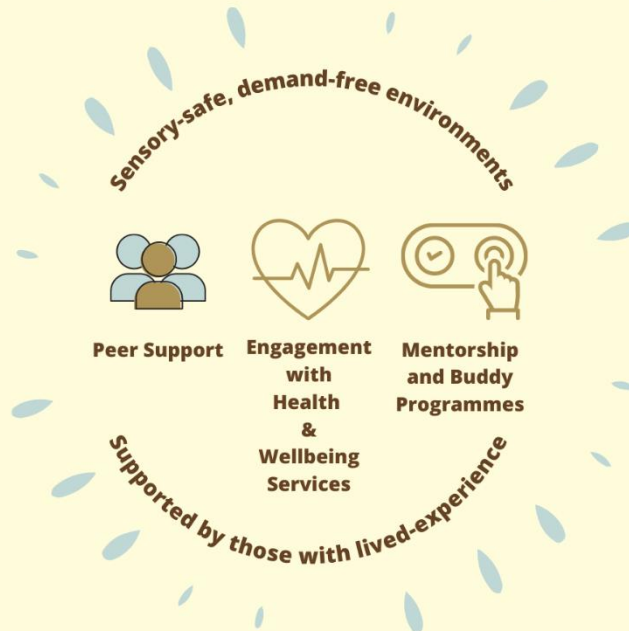 Sensory-safe, demand-free environments
Peer Support
Engagement
with
Health
&
Wellbeing
Services
Mentorship
and Buddy
Programmes
Supported by those with lived-experience